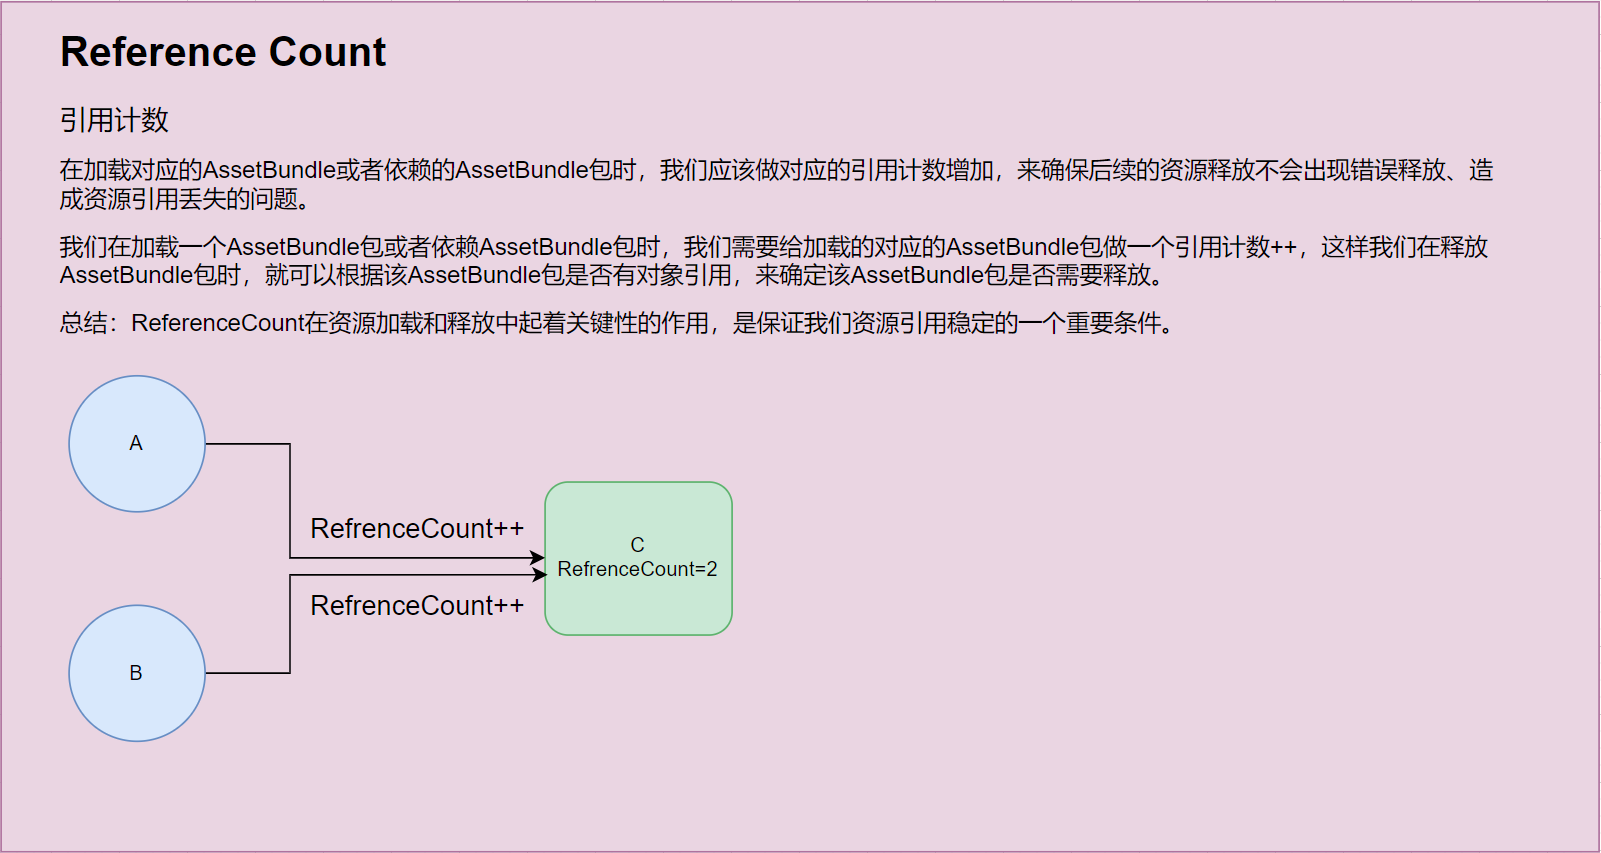 Reference Count
引用计数
在加载对应的AssetBundle或者依赖的AssetBundle包时，我们应该做对应的引用计数增加，来确保后续的资源释放不会出现错误释放、造
成资源引用丢失的问题。
我们在加载一个AssetBundle包或者依赖AssetBundle包时，我们需要给加载的对应的AssetBundle包做一个引用计数++，这样我们在释放
AssetBundle包时，就可以根据该AssetBundle包是否有对象引用，来确定该AssetBundle包是否需要释放。
总结：ReferenceCount在资源加载和释放中起着关键性的作用，是保证我们资源引用稳定的一个重要条件。
A
RefrenceCount++
C
RefrenceCount=2
RefrenceCount++
B